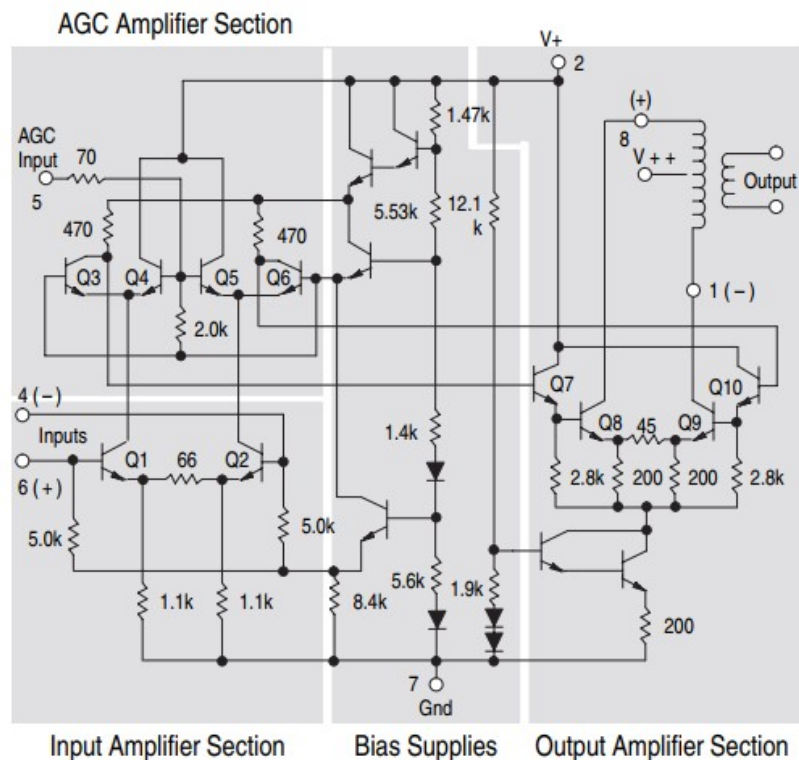 AGC Amplifier Section
V+
2
(+)
8
V + +
Output
AGC
Input
70
5
1.47k
5.53k
12.1
k
470
470
Q3
Q4
Q5
Q6
2.0k
1 (−)
Q7
Q10
Q8
45
Q9
4 (−)
Inputs
6 (+)
Q1
66
Q2
1.4k
2.8k
200
200
2.8k
5.0k
5.0k
5.6k
1.9k
1.1k
1.1k
8.4k
200
7
Gnd
Input Amplifier Section
Bias Supplies
Output Amplifier Section